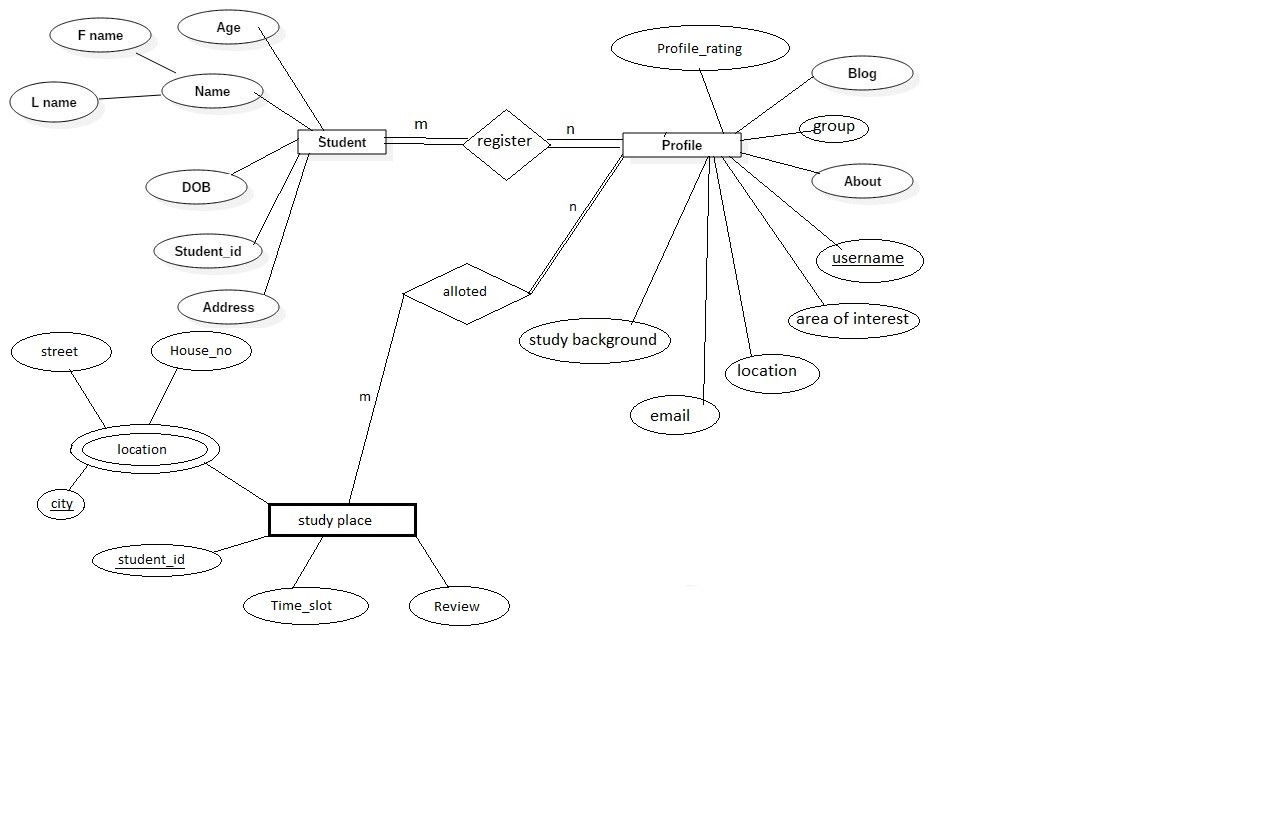 Age
F name
Profile_rating
Blog
Name
L name
group
m
n
Student
register
Profile
About
DOB
n
Student_id
username
alloted
Address
area of interest
street
House_no
study background
location
m
email
location
city
study place
student_id
Time_slot
Review